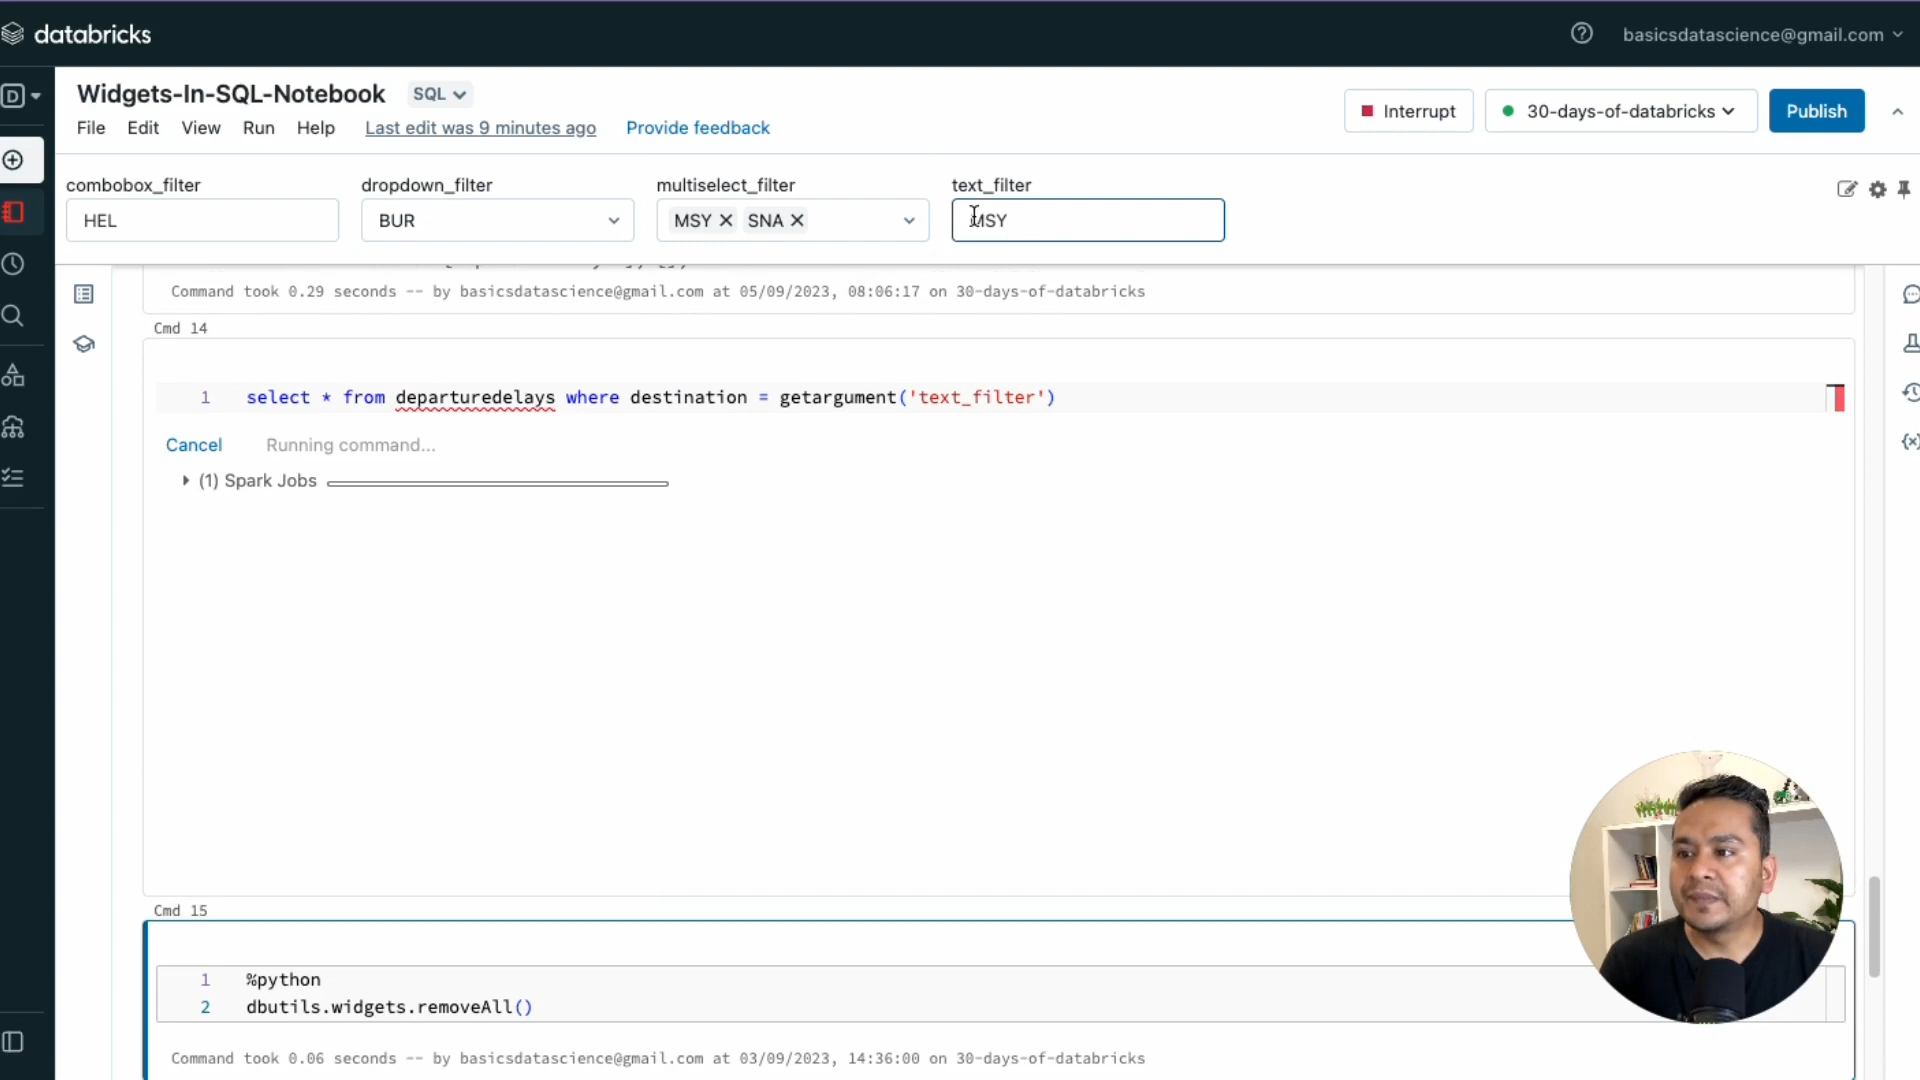 databricks
basicsdatascience@gmail.com
D
Widgets-In-SQL-Notebook SQL
File Edit View Run Help Last edit was 9 minutes ago Provide feedback
Interrupt 30-days-of-databricks Publish
combobox_filter dropdown_filter multiselect_filter text_filter
HEL BUR MSY SNA MSY
Command took 0.29 seconds -- by basicsdatascience@gmail.com at 05/09/2023, 08:06:17 on 30-days-of-databricks
Cmd 14
1 select * from departuredelays where destination = getargument('text_filter')
Cancel Running command...
(1) Spark Jobs
Cmd 15
1 %python
2 dbutils.widgets.removeAll()
Command took 0.06 seconds -- by basicsdatascience@gmail.com at 03/09/2023, 14:36:00 on 30-days-of-databricks